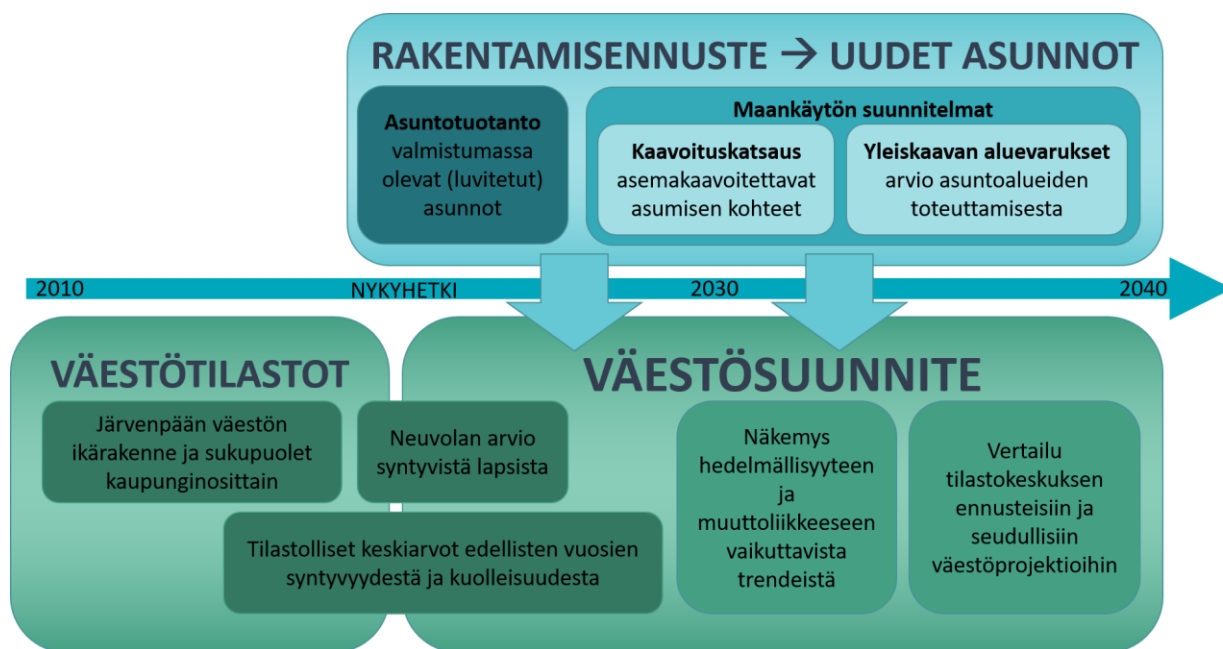 RAKENTAMISENNUSTE → UUDET ASUNNOT
Asuntotuotanto
valmistumassa
olevat (luvitetut)
asunnot
Maankäytön suunnitelmat
Kaavoituskatsaus
asemakaavoitettavat
asumisen kohteet
Yleiskaavan aluevarukset
arvio asuntoalueiden
toteuttamisesta
2010 NYKYHETKI 2030 2040
VÄESTÖTILASTOT
Järvenpään väestön
ikärakenne ja sukupuolet
kaupunginosittain
VÄESTÖSUUNNITE
Neuvolan arvio
syntyvistä lapsista
Tilastolliset keskiarvot edellisten vuosien
syntyvyydestä ja kuolleisuudesta
Näkemys
hedelmällisyyteen
ja
muuttoliikkeeseen
vaikuttavista
trendeistä
Vertailu
tilastokeskuksen
ennusteisiin ja
seudullisiin
väestöprojektioihin